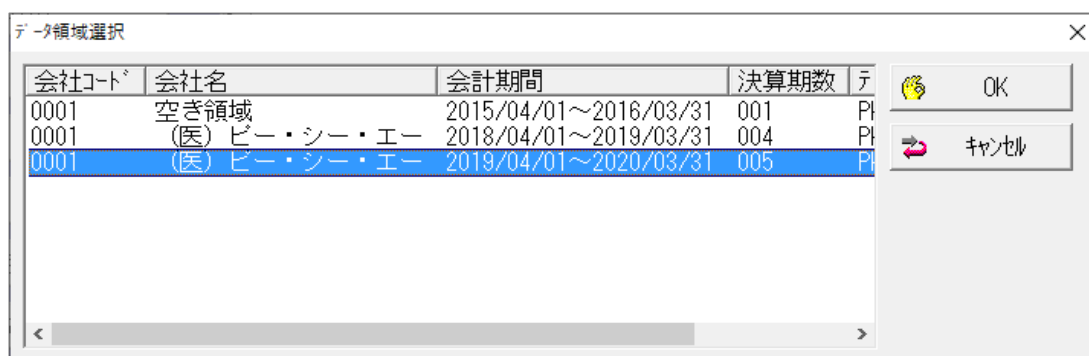 データ領域選択
会社コード 会社名 会計期間 決算期数 テ
0001 空き領域 2015/04/01～2016/03/31 001
0001 （医）ビー・シー・エー 2018/04/01～2019/03/31 004
0001 （医）ビー・シー・エー 2019/04/01～2020/03/31 005
OK
キャンセル